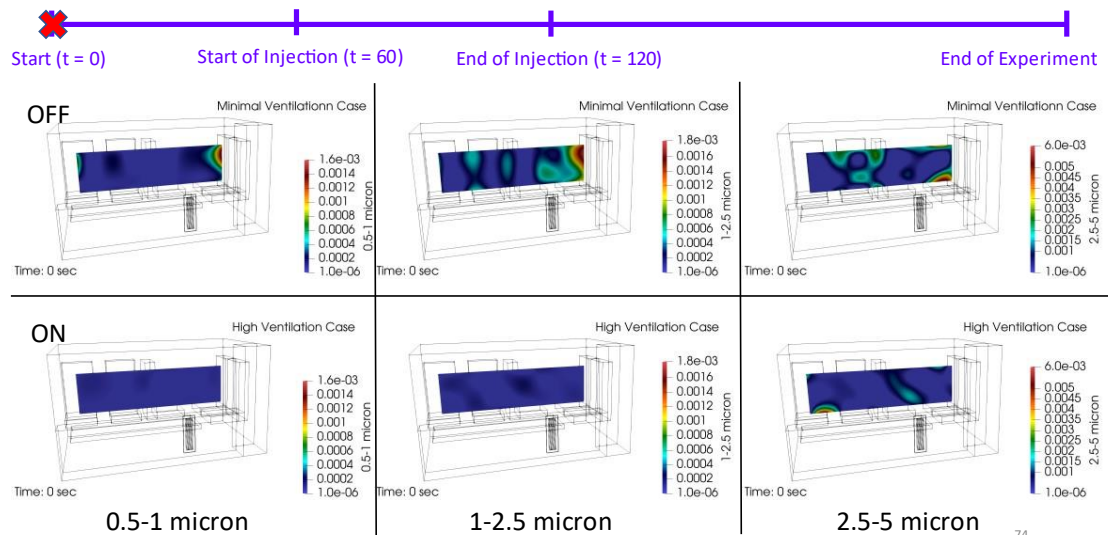 Start (t = 0)
Start of Injection (t = 60)
End of Injection (t = 120)
End of Experiment
OFF
Minimal Ventilationn Case
1.6e-03
0.0014
0.0012
0.001
0.0008
0.0006
0.0004
0.0002
1.0e-06
0.5-1 micron
Time: 0 sec
Minimal Ventilationn Case
1.8e-03
0.0016
0.0014
0.0012
0.001
0.0008
0.0006
0.0004
0.0002
1.0e-06
1-2.5 micron
Time: 0 sec
Minimal Ventilationn Case
6.0e-03
0.005
0.004
0.0035
0.003
0.0025
0.002
0.0015
0.001
1.0e-06
2.5-5 micron
Time: 0 sec
ON
High Ventilation Case
1.6e-03
0.0014
0.0012
0.001
0.0008
0.0006
0.0004
0.0002
1.0e-06
0.5-1 micron
Time: 0 sec
High Ventilation Case
1.8e-03
0.0016
0.0014
0.0012
0.001
0.0008
0.0006
0.0004
0.0002
1.0e-06
1-2.5 micron
Time: 0 sec
High Ventilation Case
6.0e-03
0.005
0.004
0.0035
0.003
0.0025
0.002
0.0015
0.001
1.0e-06
2.5-5 micron
Time: 0 sec
0.5-1 micron
1-2.5 micron
2.5-5 micron
74